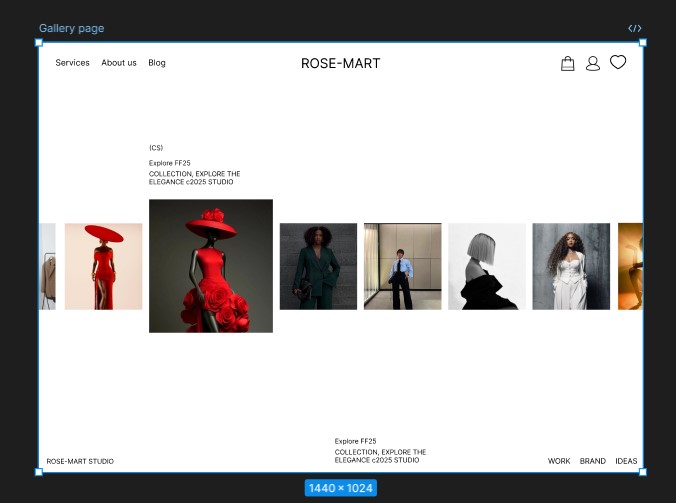 Gallery page
</>
Services About us Blog ROSE-MART
(CS)
Explore FF25
COLLECTION, EXPLORE THE
ELEGANCE c2025 STUDIO
Explore FF25
COLLECTION, EXPLORE THE
ELEGANCE c2025 STUDIO
ROSE-MART STUDIO
WORK BRAND IDEAS
1440 × 1024